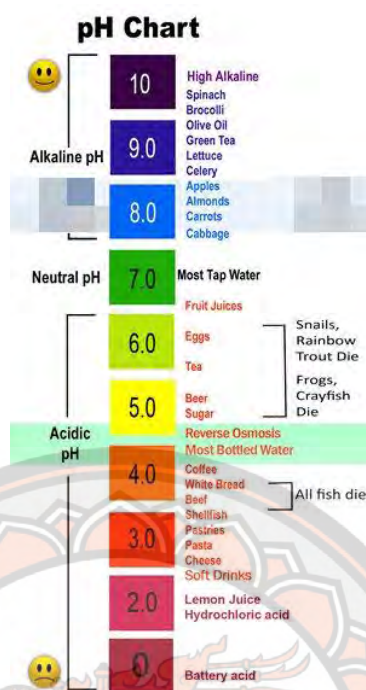 pH Chart
10
High Alkaline
Spinach
Brocolli
Olive Oil
9.0
Green Tea
Lettuce
Alkaline pH
Celery
Apples
8.0
Almonds
Carrots
Cabbage
Neutral pH
7.0
Most Tap Water
Fruit Juices
6.0
Eggs
Snails,
Rainbow
Trout Die
Tea
Frogs,
Crayfish
Die
5.0
Beer
Sugar
Acidic
pH
Reverse Osmosis
Most Bottled Water
4.0
Coffee
White Bread
Beef
All fish die
Shellfish
3.0
Pastries
Pasta
Cheese
Soft Drinks
2.0
Lemon Juice
Hydrochloric acid
0
Battery acid